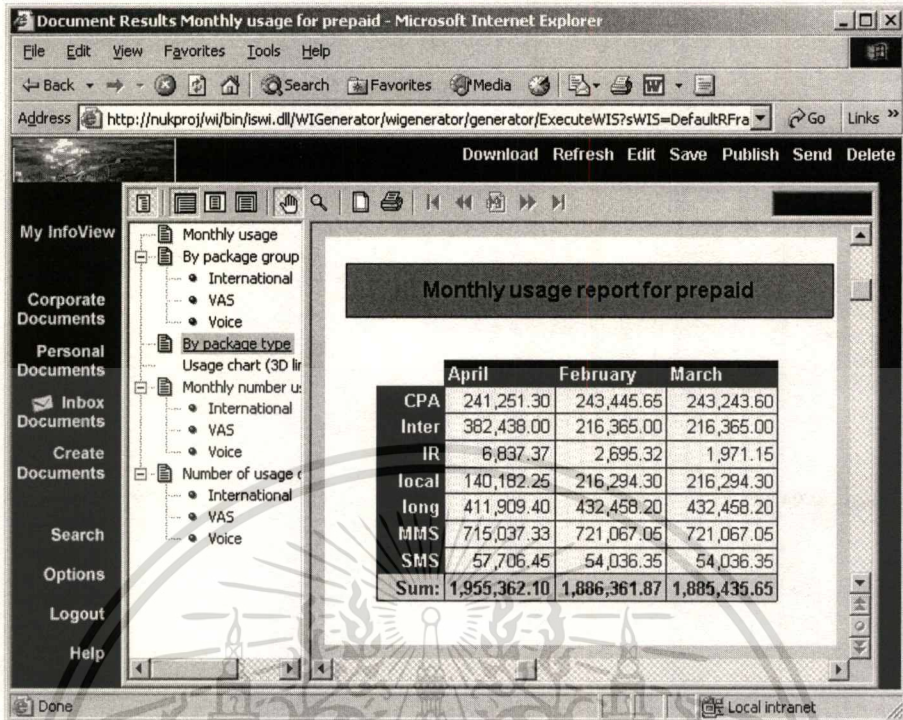 Document Results Monthly usage for prepaid - Microsoft Internet Explorer
File Edit View Favorites Tools Help
Back Search Favorites Media
Address http://nukproj/wi/bin/iswi.dll/WIGenerator/wigenerator/generator/ExecuteWIS?sWIS=DefaultRFra Go Links »
Download Refresh Edit Save Publish Send Delete
My InfoView
Corporate Documents
Personal Documents
Inbox Documents
Create Documents
Search
Options
Logout
Help
Monthly usage
By package group
International
VAS
Voice
By package type
Usage chart (3D lin
Monthly number u:
International
VAS
Voice
Number of usage c
International
VAS
Voice
Monthly usage report for prepaid
April February March
CPA 241,251.30 243,445.65 243,243.60
Inter 382,438.00 216,365.00 216,365.00
IR 6,837.37 2,695.32 1,971.15
local 140,182.25 216,294.30 216,294.30
long 411,909.40 432,458.20 432,458.20
MMS 715,037.33 721,067.05 721,067.05
SMS 57,706.45 54,036.35 54,036.35
Sum: 1,955,362.10 1,886,361.87 1,885,435.65
Done Local intranet